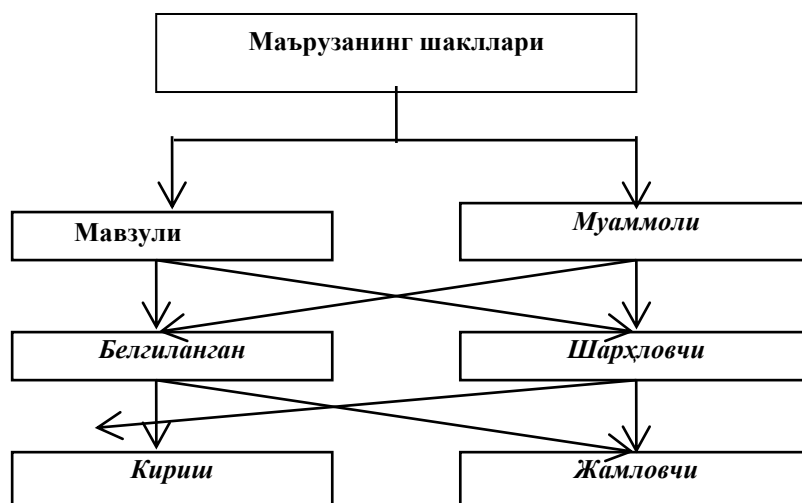 Маърузанинг шакллари
Мавзули
Муаммоли
Белгиланган
Шарҳловчи
Кириш
Жамловчи